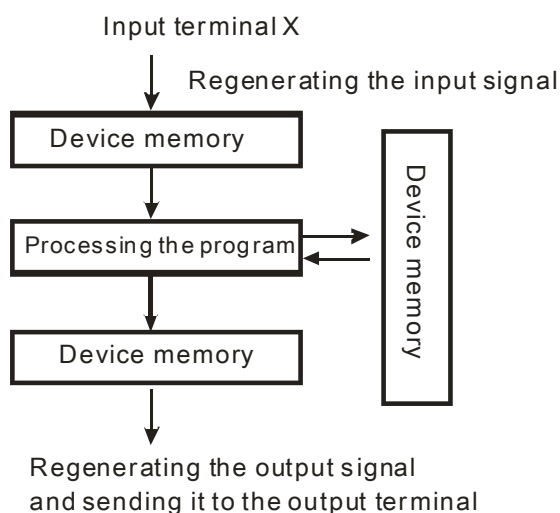 Input terminal X
Regenerating the input signal
Device memory
Processing the program
Device memory
Device memory
Regenerating the output signal
and sending it to the output terminal